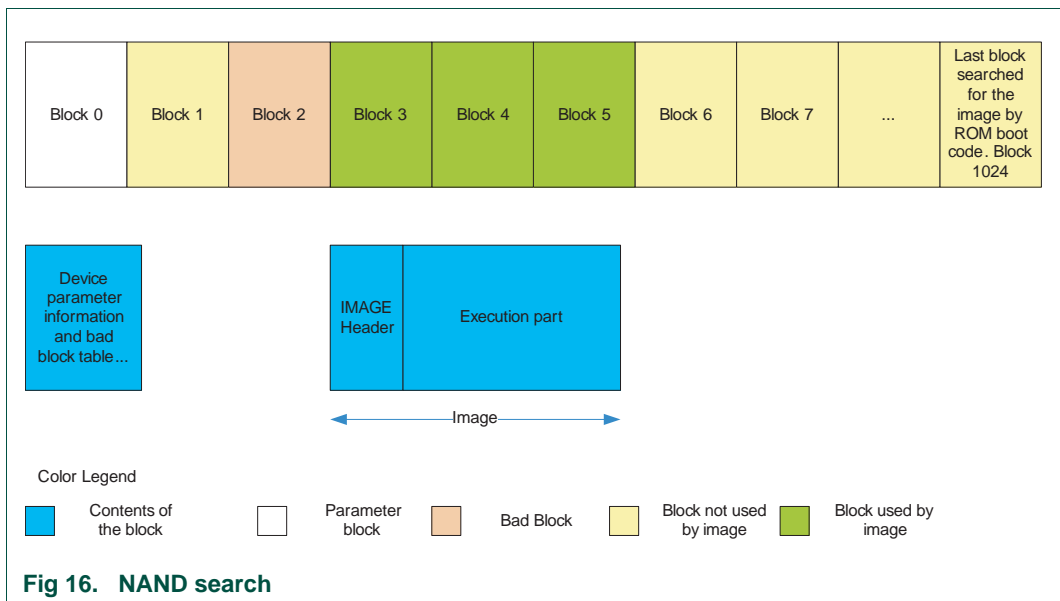 Block 0
Block 1
Block 2
Block 3
Block 4
Block 5
Block 6
Block 7
...
Last block
searched
for the
image by
ROM boot
code. Block
1024
Device
parameter
information
and bad
block table...
IMAGE
Header
Execution part
Image
Color Legend
Contents of
the block
Parameter
block
Bad Block
Block not used
by image
Block used by
image
Fig 16. NAND search